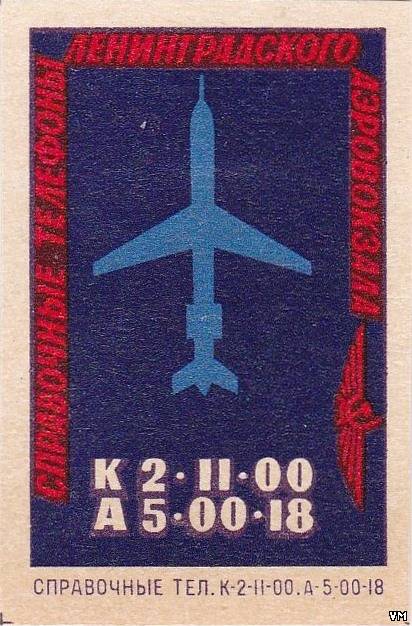 СПРАВОЧНЫЕ ТЕЛЕФОНЫ
ЛЕНИНГРАДСКОГО
АЭРОВОКЗАЛА
К 2·11·00
А 5·00·18
СПРАВОЧНЫЕ ТЕЛ. К-2-11-00. А-5-00-18
VM